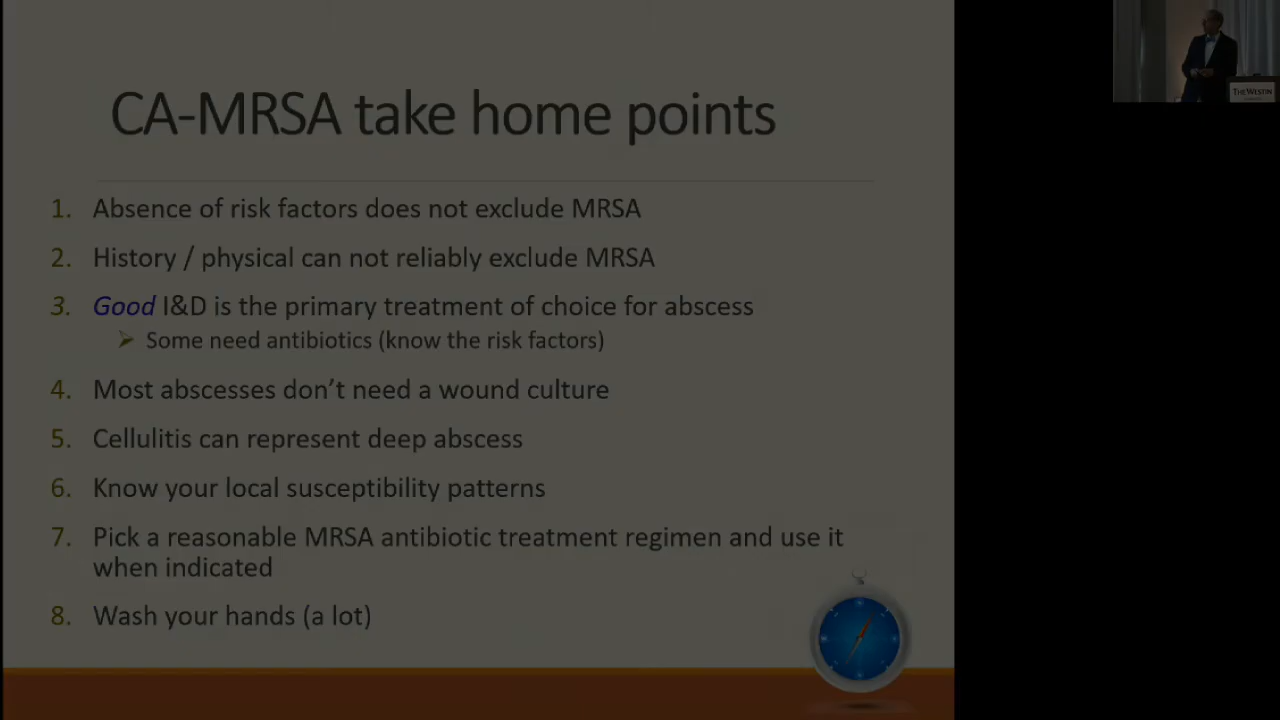 CA-MRSA take home points
1. Absence of risk factors does not exclude MRSA
2. History / physical can not reliably exclude MRSA
3. Good I&D is the primary treatment of choice for abscess
Some need antibiotics (know the risk factors)
4. Most abscesses don’t need a wound culture
5. Cellulitis can represent deep abscess
6. Know your local susceptibility patterns
7. Pick a reasonable MRSA antibiotic treatment regimen and use it
when indicated
8. Wash your hands (a lot)
THE WESTIN